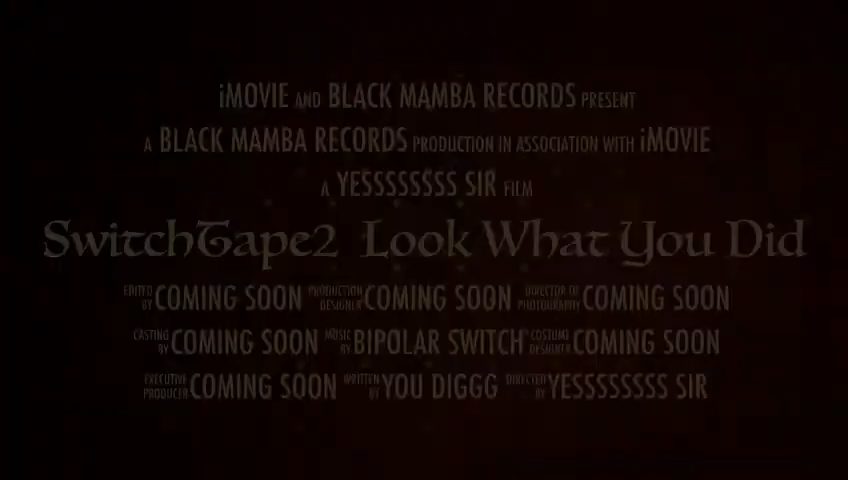 iMOVIE AND BLACK MAMBA RECORDS PRESENT
A BLACK MAMBA RECORDS PRODUCTION IN ASSOCIATION WITH iMOVIE
A YESSSSSSSS SIR FILM
SwitchTape2 Look What You Did
EDITED BY COMING SOON PRODUCTION DESIGNER COMING SOON DIRECTOR OF PHOTOGRAPHY COMING SOON
CASTING BY COMING SOON MUSIC BY BIPOLAR SWITCH COSTUME DESIGNER COMING SOON
EXECUTIVE PRODUCER COMING SOON WRITTEN BY YOU DIGGG DIRECTED BY YESSSSSSSS SIR